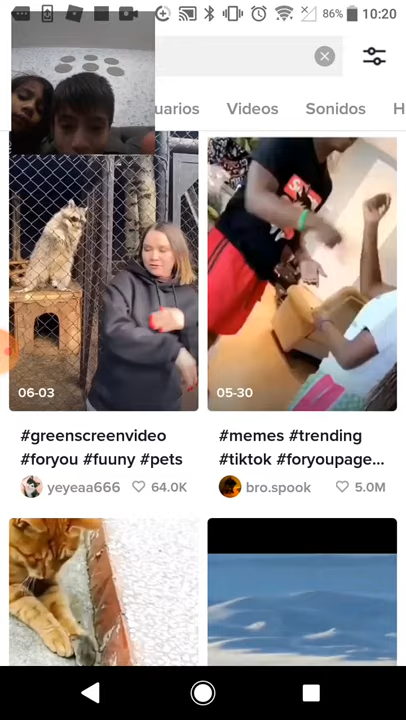 86% 10:20
uarios Videos Sonidos H
06-03
05-30
#greenscreenvideo
#foryou #fuuny #pets
yeyeaa666 64.0K
#memes #trending
#tiktok #foryoupage...
bro.spook 5.0M